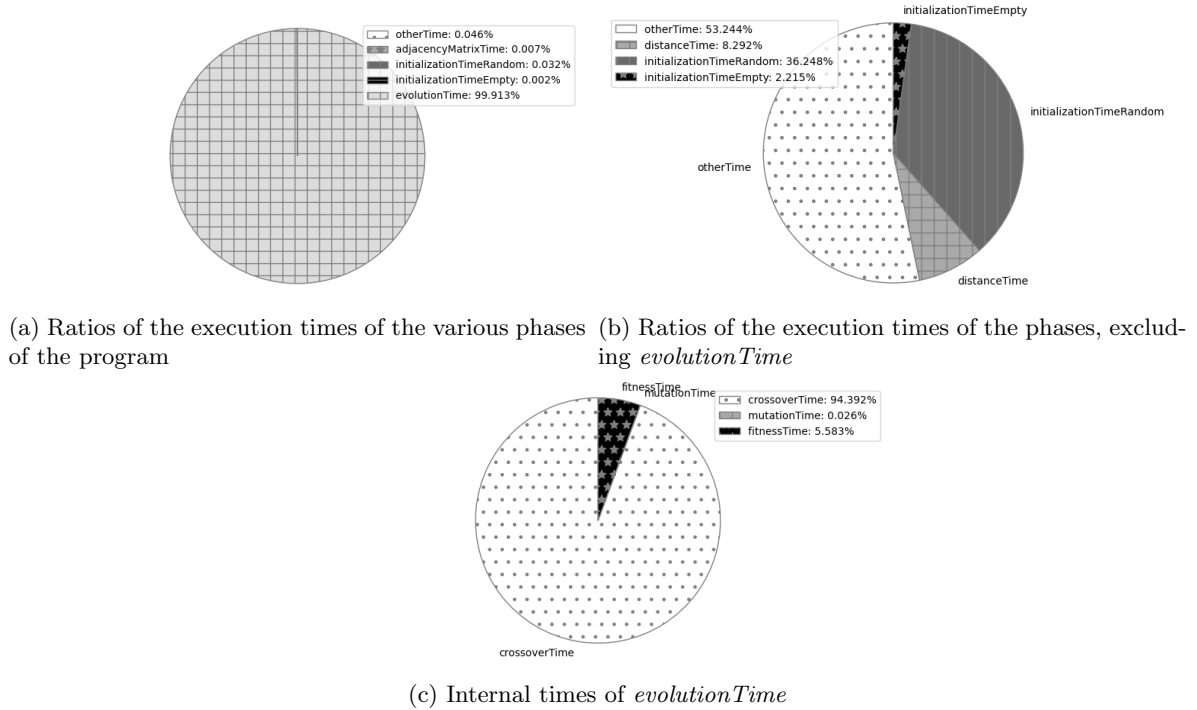 otherTime: 0.046%
adjacencyMatrixTime: 0.007%
initializationTimeRandom: 0.032%
initializationTimeEmpty: 0.002%
evolutionTime: 99.913%
(a) Ratios of the execution times of the various phases
of the program
initializationTimeEmpty
otherTime: 53.244%
distanceTime: 8.292%
initializationTimeRandom: 36.248%
initializationTimeEmpty: 2.215%
initializationTimeRandom
otherTime
distanceTime
(b) Ratios of the execution times of the phases, exclud-
ing evolutionTime
fitnessTime
mutationTime
crossoverTime: 94.392%
mutationTime: 0.026%
fitnessTime: 5.583%
crossoverTime
(c) Internal times of evolutionTime